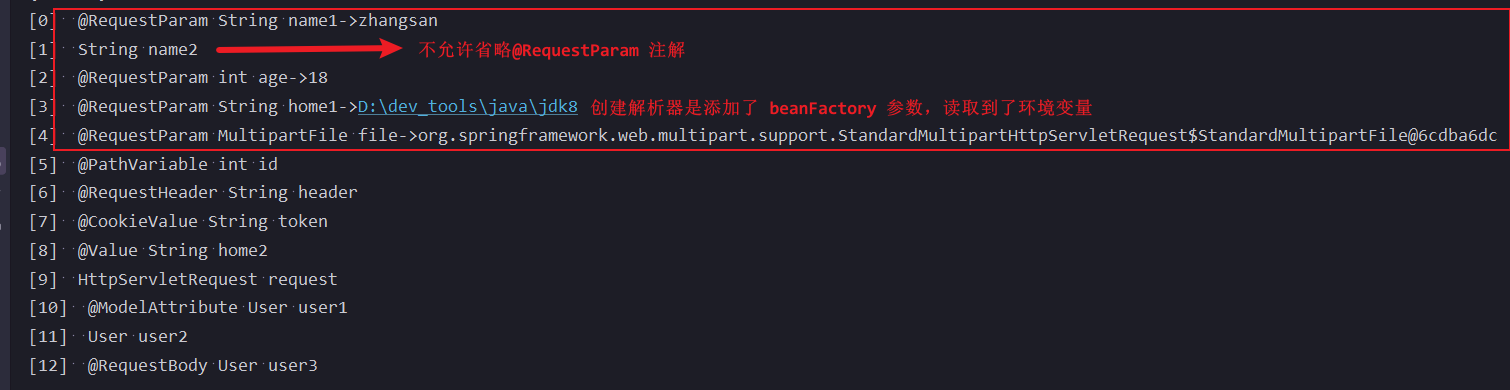 [0] @RequestParam String name1->zhangsan
[1] String name2 不允许省略@RequestParam 注解
[2] @RequestParam int age->18
[3] @RequestParam String home1->D:\dev_tools\java\jdk8 创建解析器是添加了 beanFactory 参数，读取到了环境变量
[4] @RequestParam MultipartFile file->org.springframework.web.multipart.support.StandardMultipartHttpServletRequest$StandardMultipartFile@6cdba6dc
[5] @PathVariable int id
[6] @RequestHeader String header
[7] @CookieValue String token
[8] @Value String home2
[9] HttpServletRequest request
[10] @ModelAttribute User user1
[11] User user2
[12] @RequestBody User user3